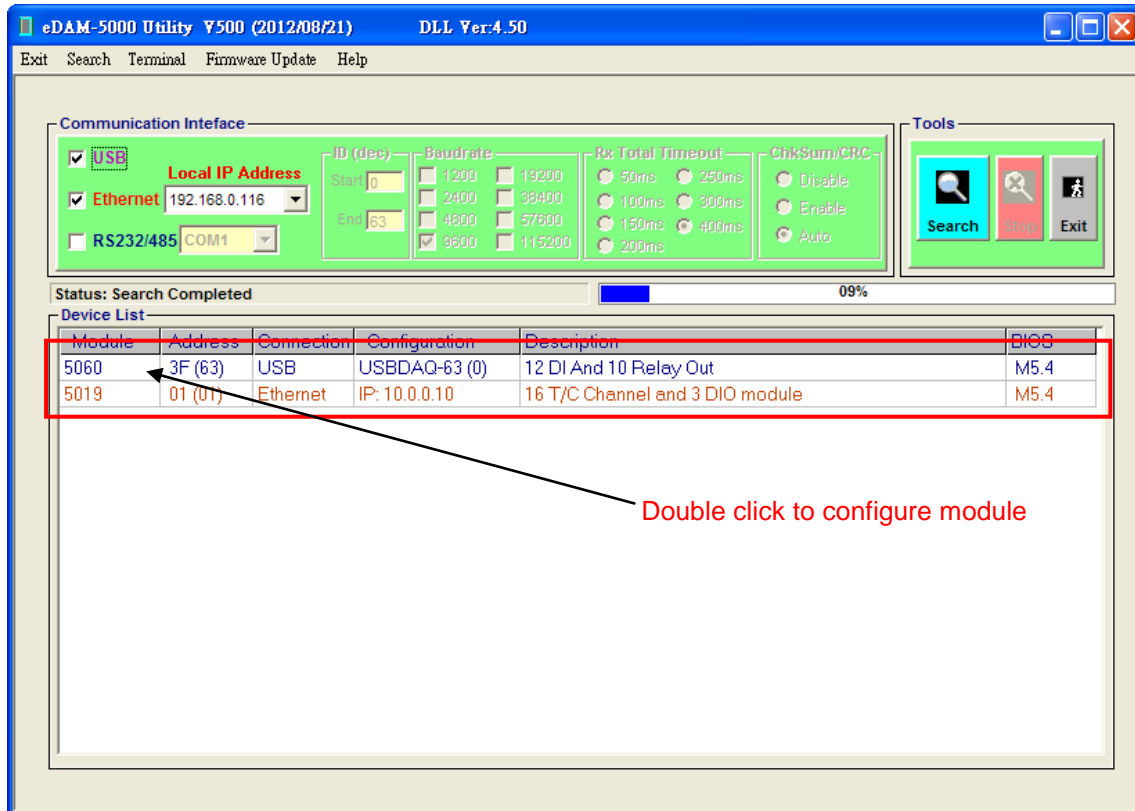 eDAM-5000 Utility V500 (2012/08/21) DLL Ver:4.50
Exit Search Terminal Firmware Update Help
Communication Inteface
Tools
USB
Local IP Address
Ethernet 192.168.0.116
RS232/485 COM1
ID (dec)
Start 0
End 63
Baudrate
1200 19200
2400 38400
4800 57600
9600 115200
Rx Total Timeout
50ms 250ms
100ms 300ms
150ms 400ms
200ms
ChkSum/CRC
Disable
Enable
Auto
Search Stop Exit
Status: Search Completed 09%
Device List
Module Address Connection Configuration Description BIOS
5060 3F (63) USB USBDAQ-63 (0) 12 DI And 10 Relay Out M5.4
5019 01 (01) Ethernet IP: 10.0.0.10 16 T/C Channel and 3 DIO module M5.4
Double click to configure module